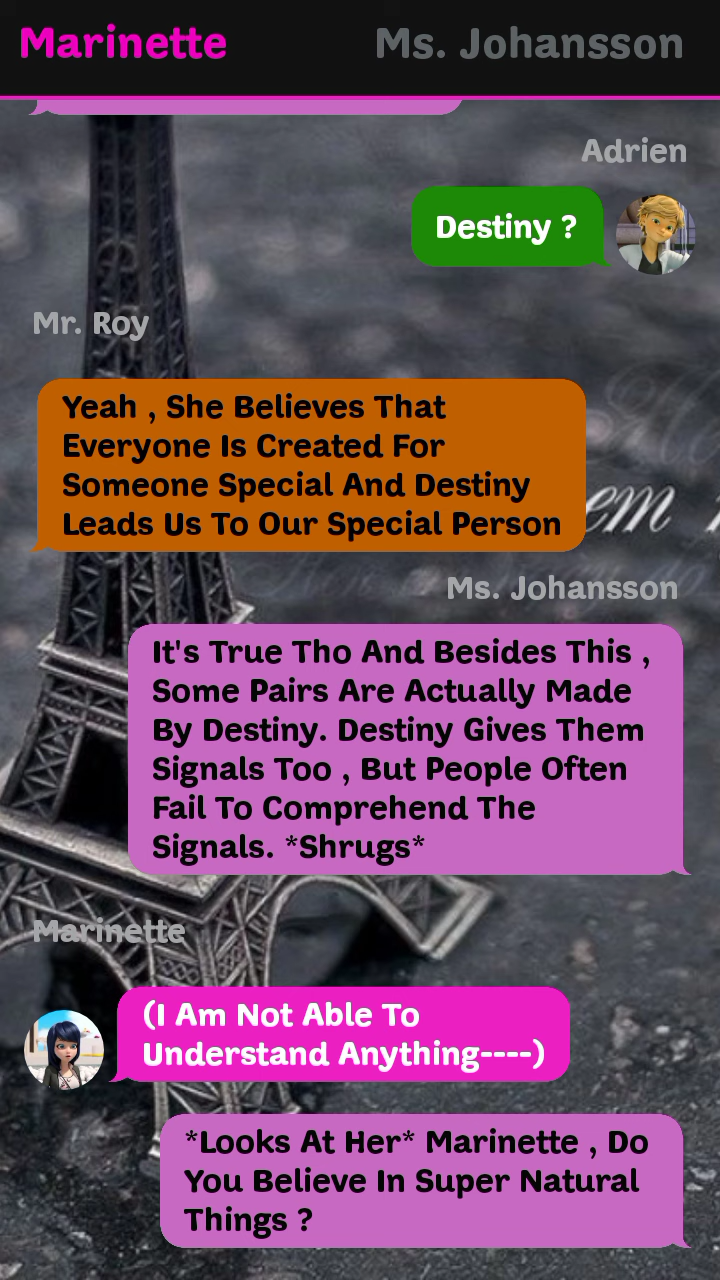 Marinette
Ms. Johansson
Adrien
Destiny ?
Mr. Roy
Yeah , She Believes That
Everyone Is Created For
Someone Special And Destiny
Leads Us To Our Special Person
em
Ms. Johansson
It's True Tho And Besides This ,
Some Pairs Are Actually Made
By Destiny. Destiny Gives Them
Signals Too , But People Often
Fail To Comprehend The
Signals. *Shrugs*
Marinette
(I Am Not Able To
Understand Anything----)
*Looks At Her* Marinette , Do
You Believe In Super Natural
Things ?